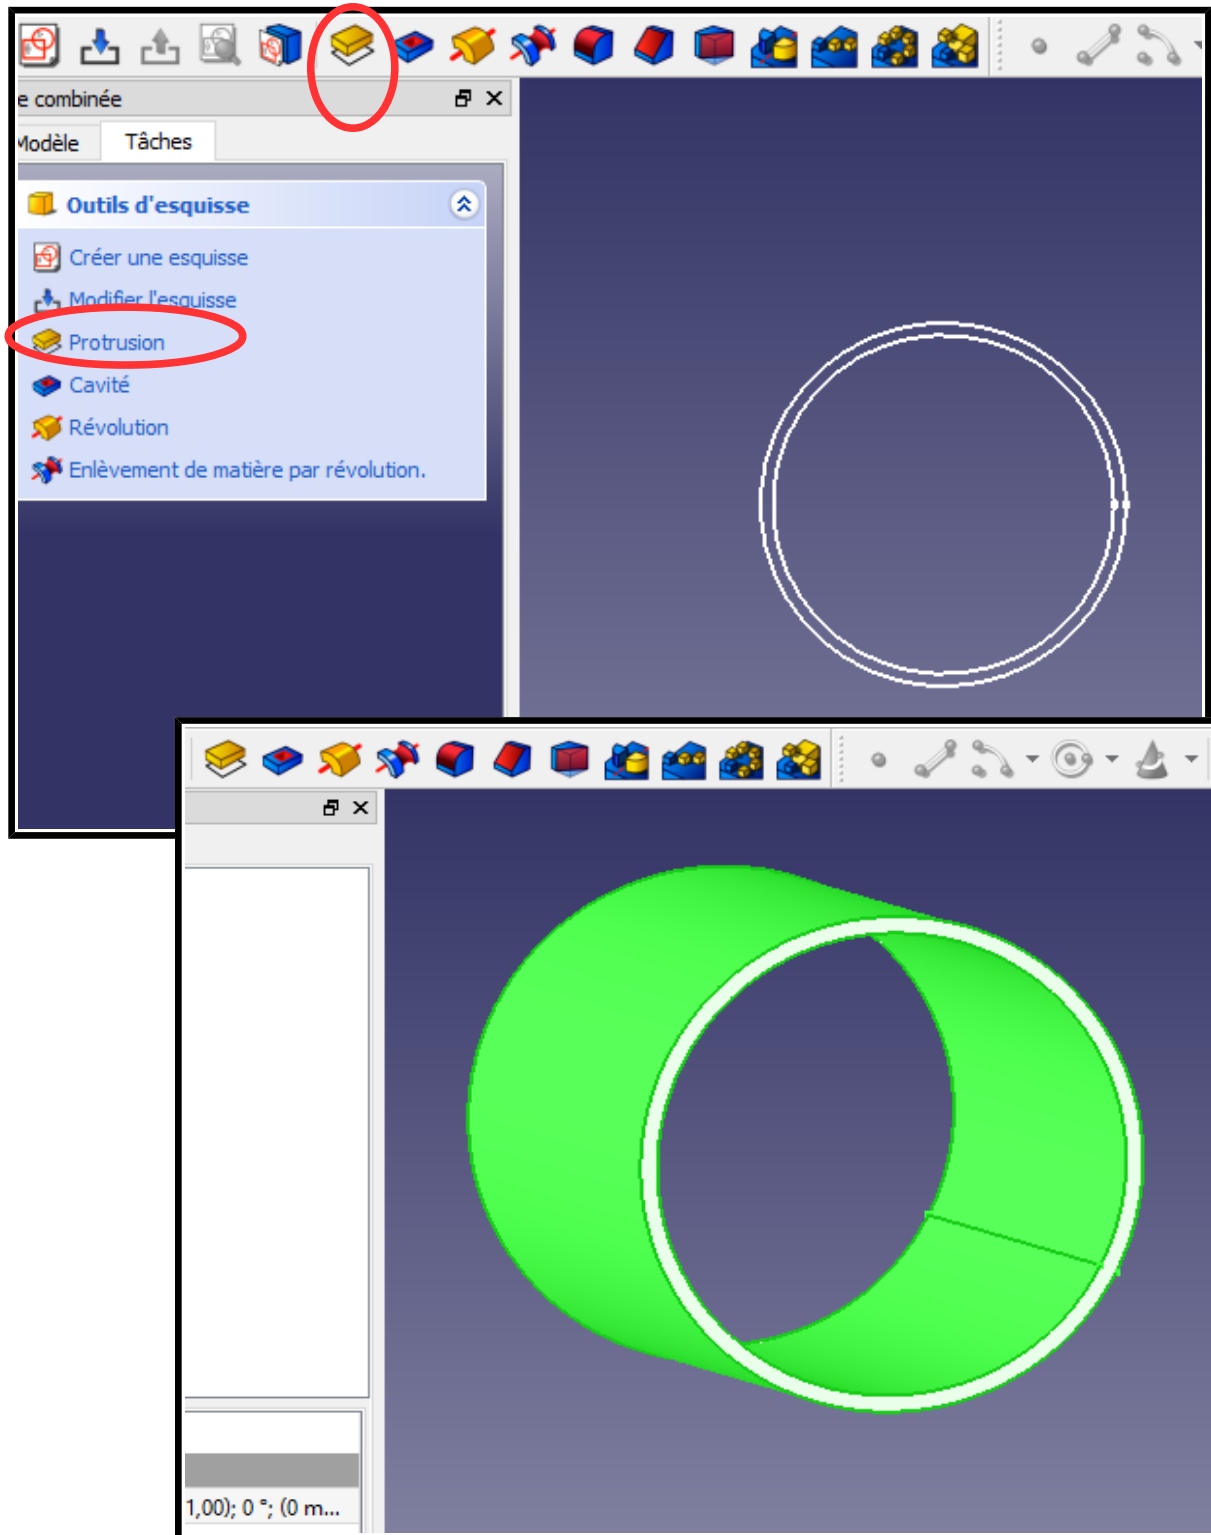 e combinée
Modèle
Tâches
Outils d'esquisse
Créer une esquisse
Modifier l'esquisse
Protrusion
Cavité
Révolution
Enlèvement de matière par révolution.
1,00); 0 °; (0 m...